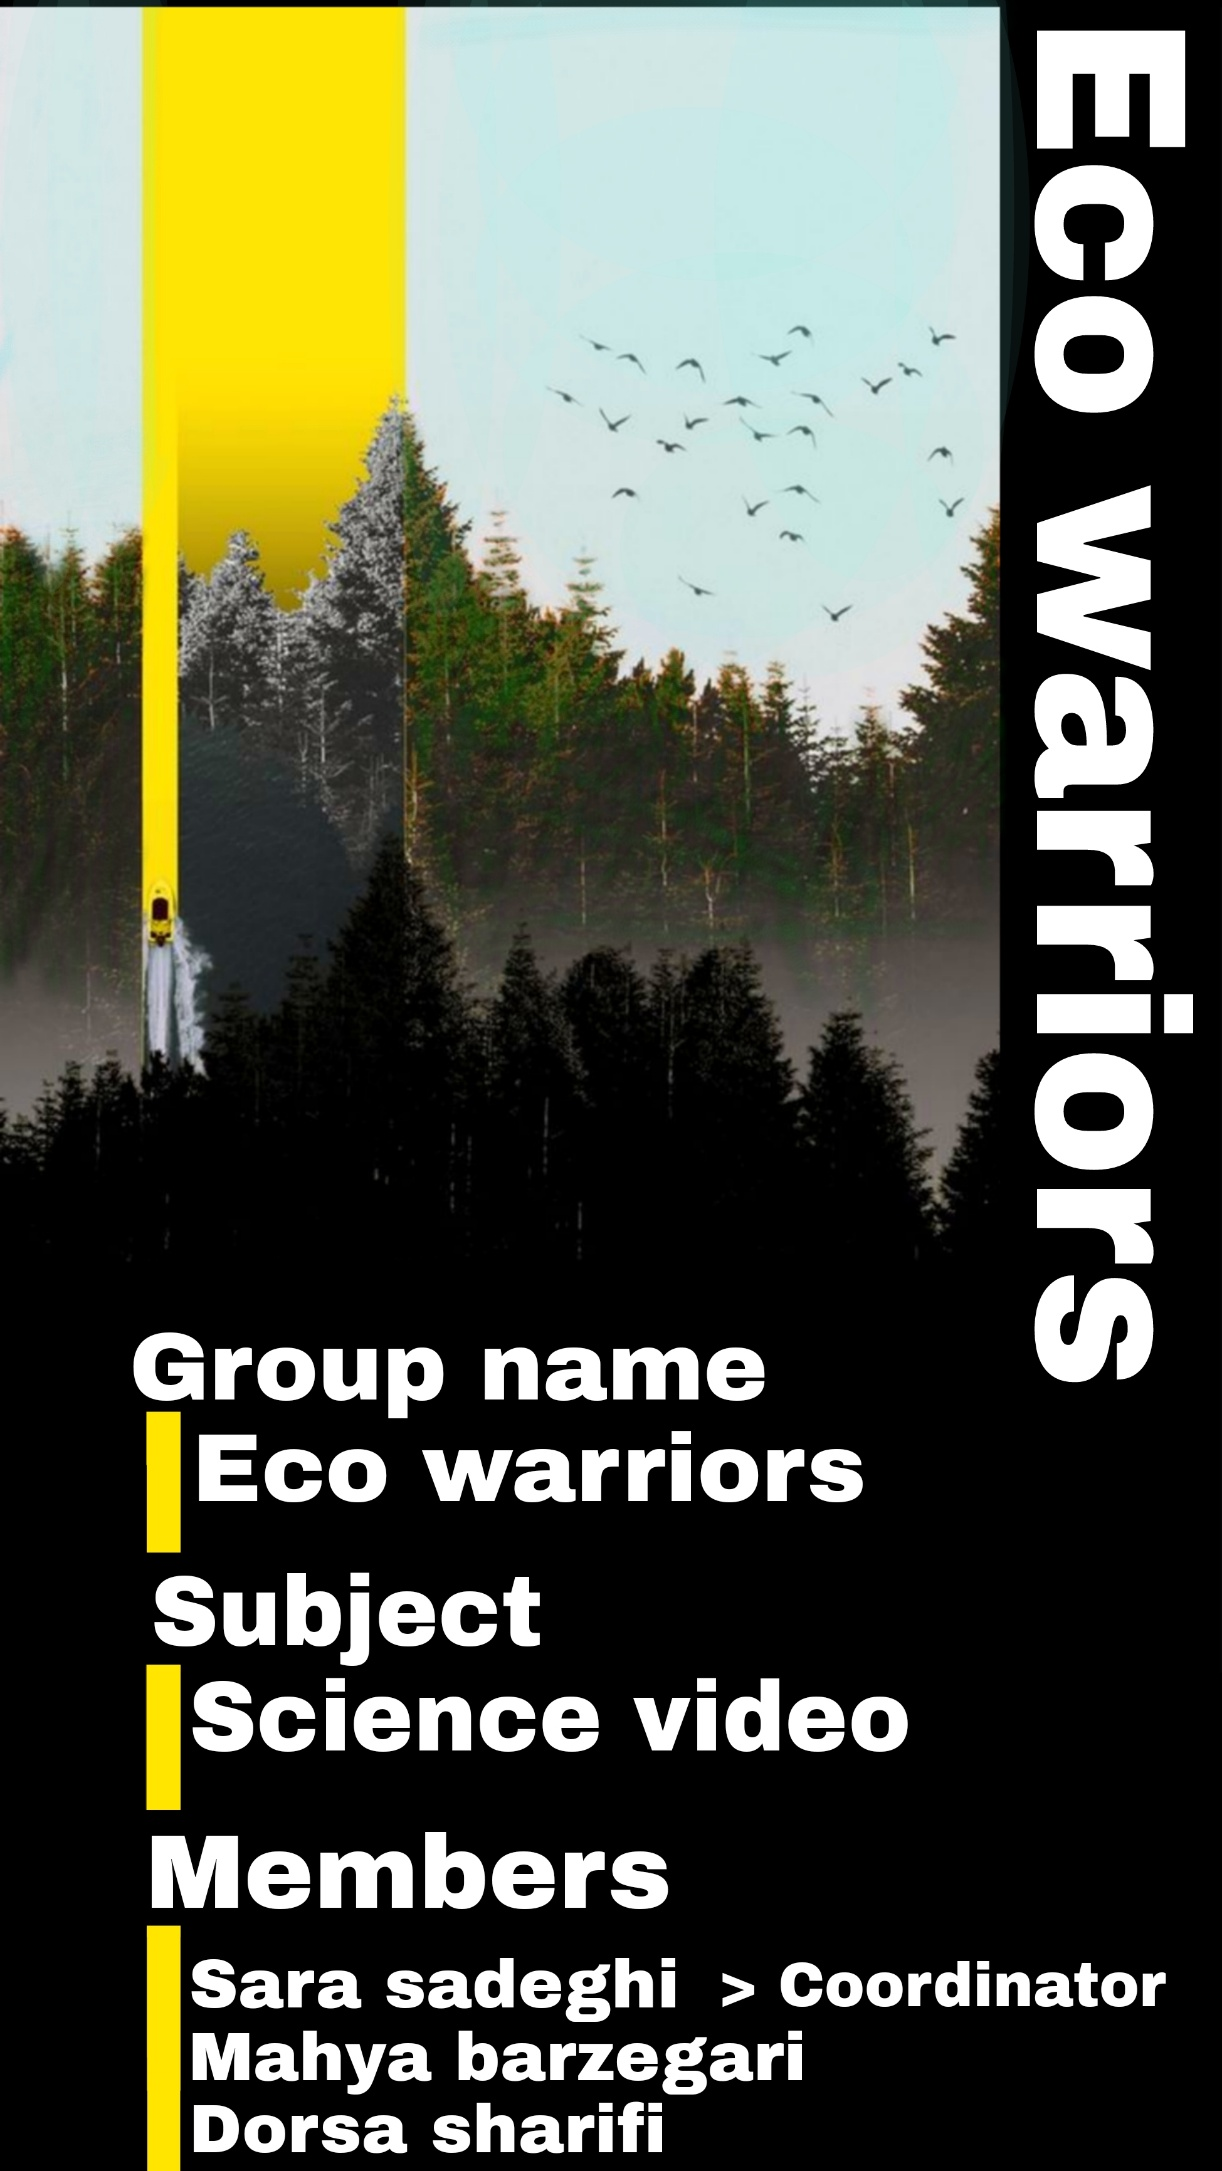 Eco warriors
Group name
Eco warriors
Subject
Science video
Members
Sara sadeghi > Coordinator
Mahya barzegari
Dorsa sharifi